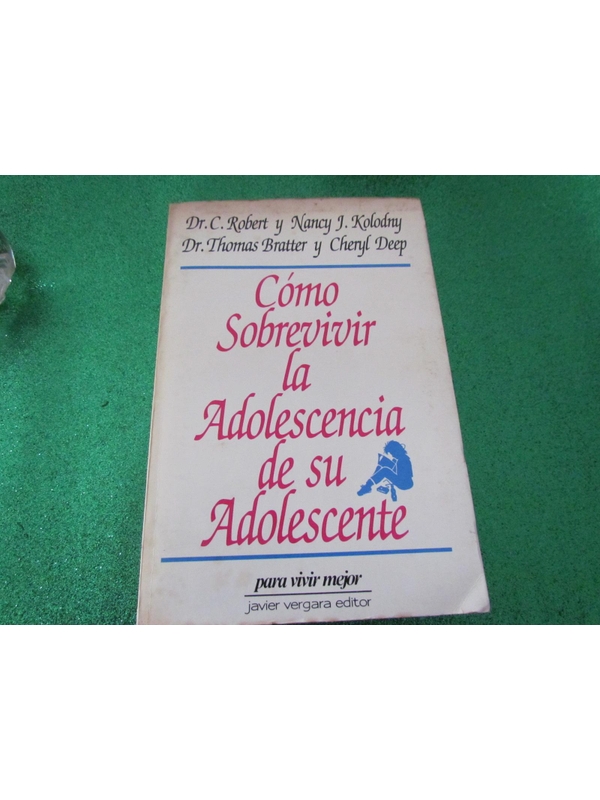 Dr. C. Robert y Nancy J. Kolodny
Dr. Thomas Bratter y Cheryl Deep
Cómo
Sobrevivir
la
Adolescencia
de su
Adolescente
para vivir mejor
javier vergara editor